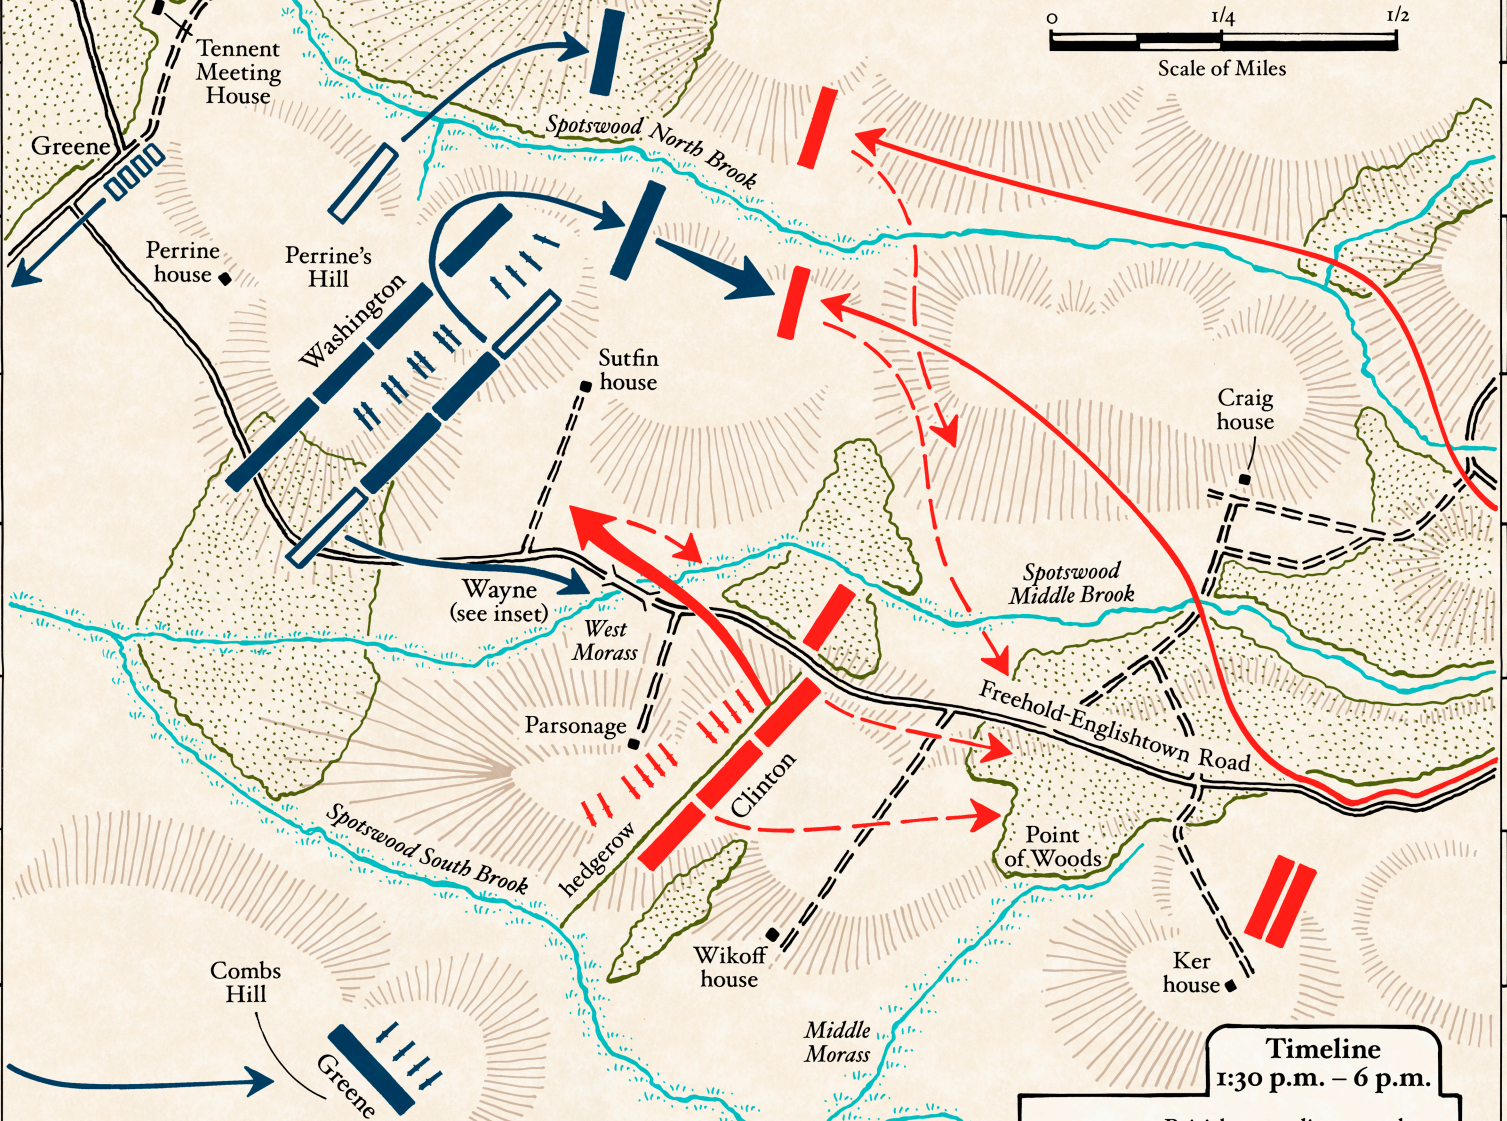 0 1/4 1/2
Scale of Miles
Tennent
Meeting
House
Greene
Spotswood North Brook
Perrine
house
Perrine's
Hill
Washington
Sutfin
house
Craig
house
Wayne
(see inset)
West
Morass
Spotswood
Middle Brook
Parsonage
Freehold-Englishtown Road
Clinton
hedgerow
Spotswood South Brook
Point
of Woods
Wikoff
house
Ker
house
Combs
Hill
Greene
Middle
Morass
Timeline
1:30 p.m. – 6 p.m.